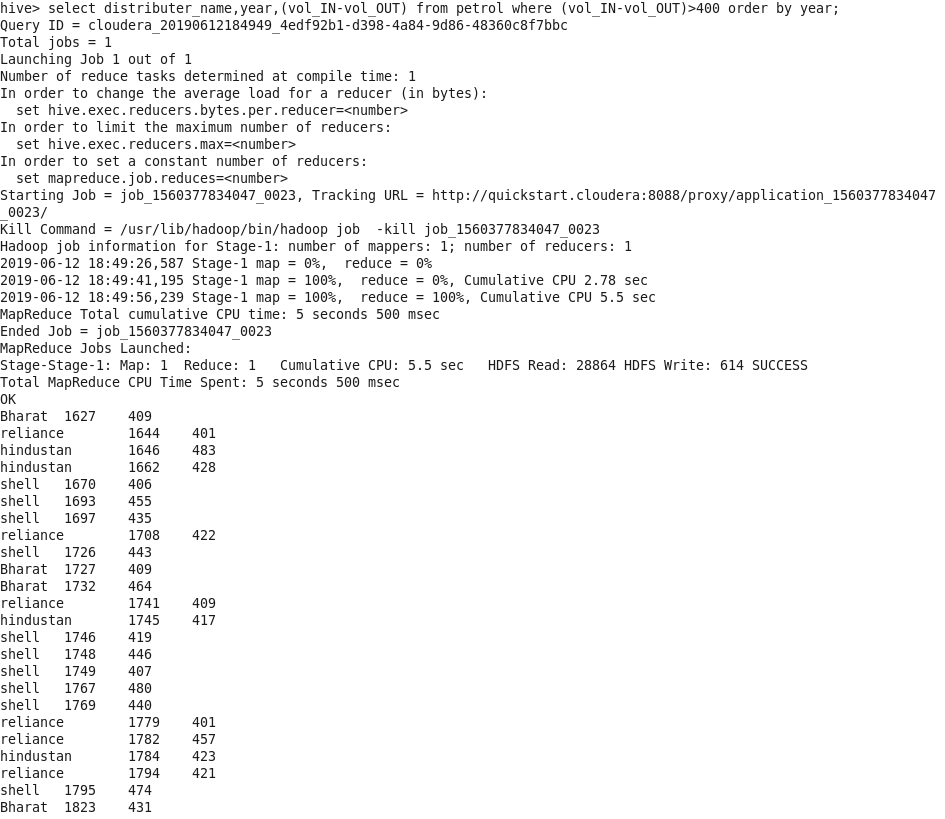 hive> select distributer_name,year,(vol_IN-vol_OUT) from petrol where (vol_IN-vol_OUT)>400 order by year;
Query ID = cloudera_20190612184949_4edf92b1-d398-4a84-9d86-48360c8f7bbc
Total jobs = 1
Launching Job 1 out of 1
Number of reduce tasks determined at compile time: 1
In order to change the average load for a reducer (in bytes):
  set hive.exec.reducers.bytes.per.reducer=<number>
In order to limit the maximum number of reducers:
  set hive.exec.reducers.max=<number>
In order to set a constant number of reducers:
  set mapreduce.job.reduces=<number>
Starting Job = job_1560377834047_0023, Tracking URL = http://quickstart.cloudera:8088/proxy/application_1560377834047
_0023/
Kill Command = /usr/lib/hadoop/bin/hadoop job  -kill job_1560377834047_0023
Hadoop job information for Stage-1: number of mappers: 1; number of reducers: 1
2019-06-12 18:49:26,587 Stage-1 map = 0%,  reduce = 0%
2019-06-12 18:49:41,195 Stage-1 map = 100%,  reduce = 0%, Cumulative CPU 2.78 sec
2019-06-12 18:49:56,239 Stage-1 map = 100%,  reduce = 100%, Cumulative CPU 5.5 sec
MapReduce Total cumulative CPU time: 5 seconds 500 msec
Ended Job = job_1560377834047_0023
MapReduce Jobs Launched:
Stage-Stage-1: Map: 1  Reduce: 1   Cumulative CPU: 5.5 sec   HDFS Read: 28864 HDFS Write: 614 SUCCESS
Total MapReduce CPU Time Spent: 5 seconds 500 msec
OK
Bharat  1627    409
reliance        1644    401
hindustan       1646    483
hindustan       1662    428
shell   1670    406
shell   1693    455
shell   1697    435
reliance        1708    422
shell   1726    443
Bharat  1727    409
Bharat  1732    464
reliance        1741    409
hindustan       1745    417
shell   1746    419
shell   1748    446
shell   1749    407
shell   1767    480
shell   1769    440
reliance        1779    401
reliance        1782    457
hindustan       1784    423
reliance        1794    421
shell   1795    474
Bharat  1823    431